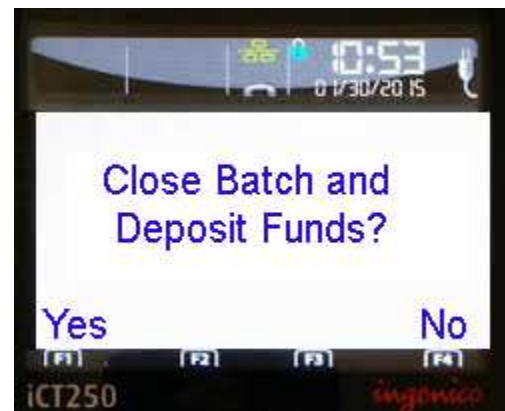 10:53
01/30/2015
Close Batch and
Deposit Funds?
Yes No
F1 F2 F3 F4
iCT250 ingenico